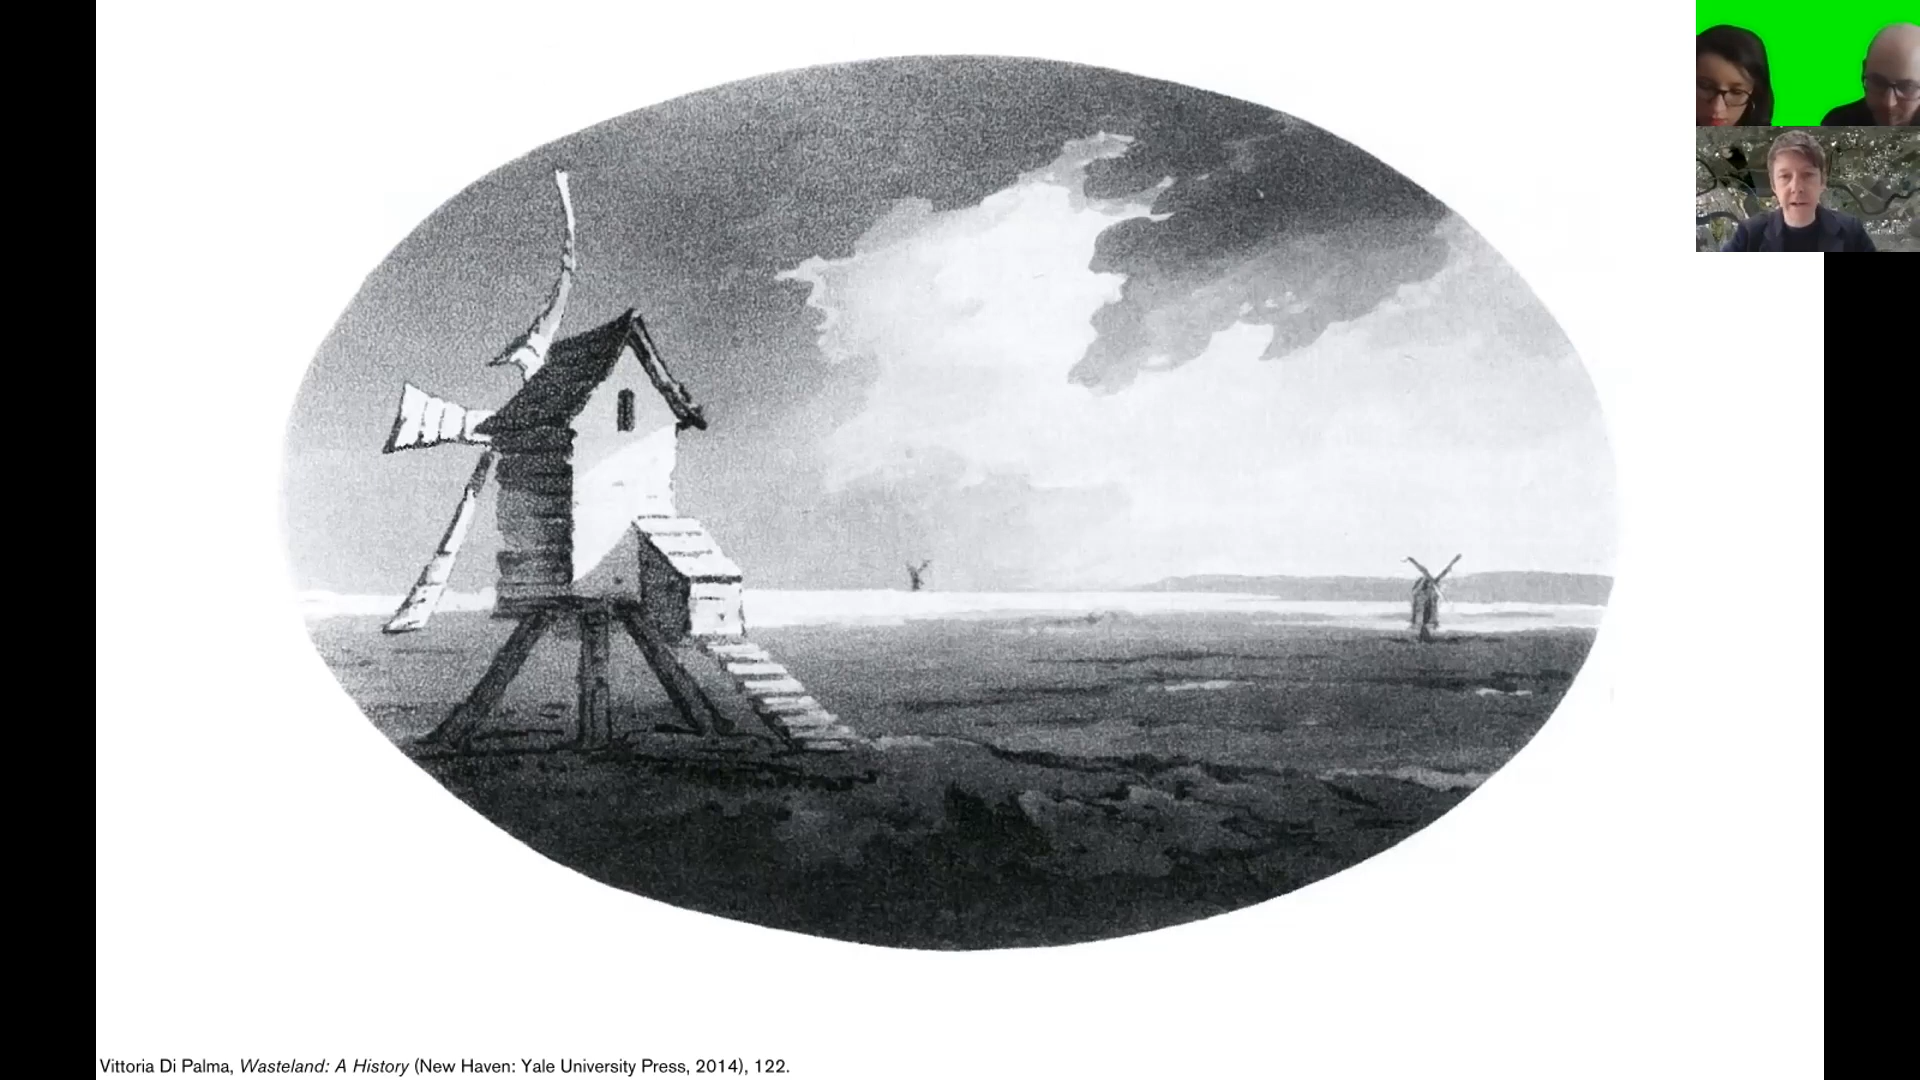 Vittoria Di Palma, Wasteland: A History (New Haven: Yale University Press, 2014), 122.